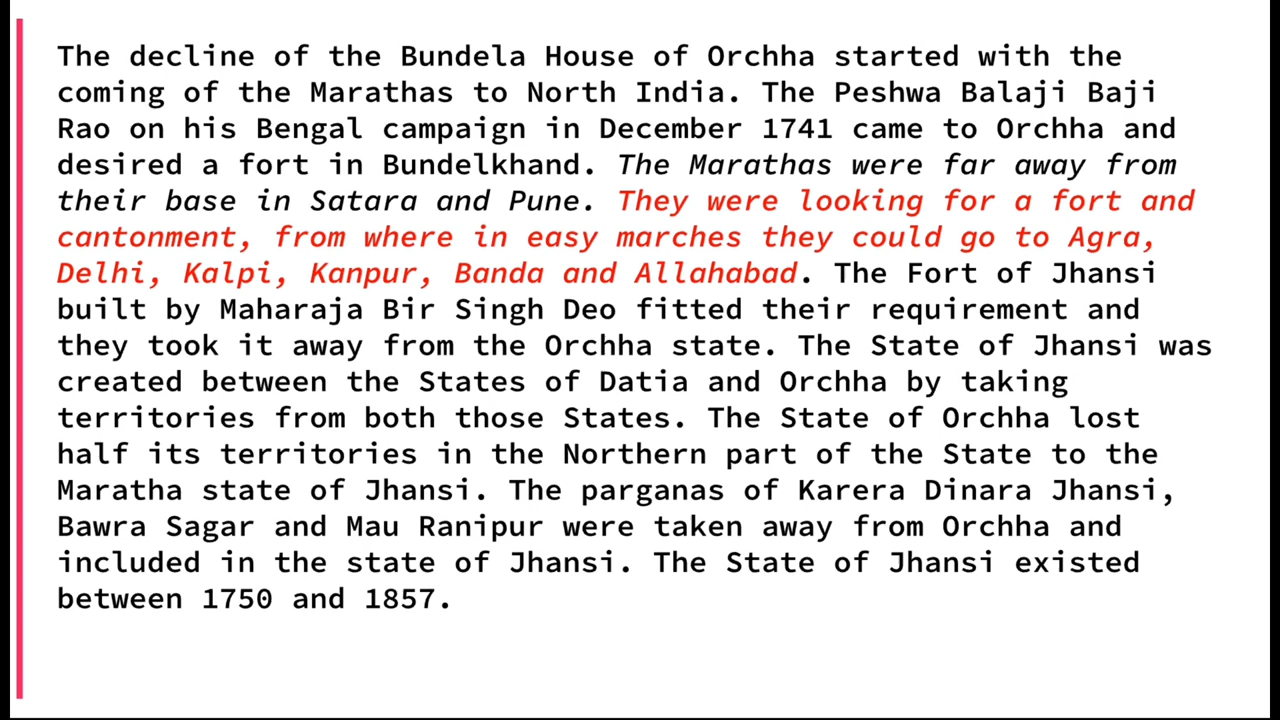 The decline of the Bundela House of Orchha started with the
coming of the Marathas to North India. The Peshwa Balaji Baji
Rao on his Bengal campaign in December 1741 came to Orchha and
desired a fort in Bundelkhand. The Marathas were far away from
their base in Satara and Pune. They were looking for a fort and
cantonment, from where in easy marches they could go to Agra,
Delhi, Kalpi, Kanpur, Banda and Allahabad. The Fort of Jhansi
built by Maharaja Bir Singh Deo fitted their requirement and
they took it away from the Orchha state. The State of Jhansi was
created between the States of Datia and Orchha by taking
territories from both those States. The State of Orchha lost
half its territories in the Northern part of the State to the
Maratha state of Jhansi. The parganas of Karera Dinara Jhansi,
Bawra Sagar and Mau Ranipur were taken away from Orchha and
included in the state of Jhansi. The State of Jhansi existed
between 1750 and 1857.